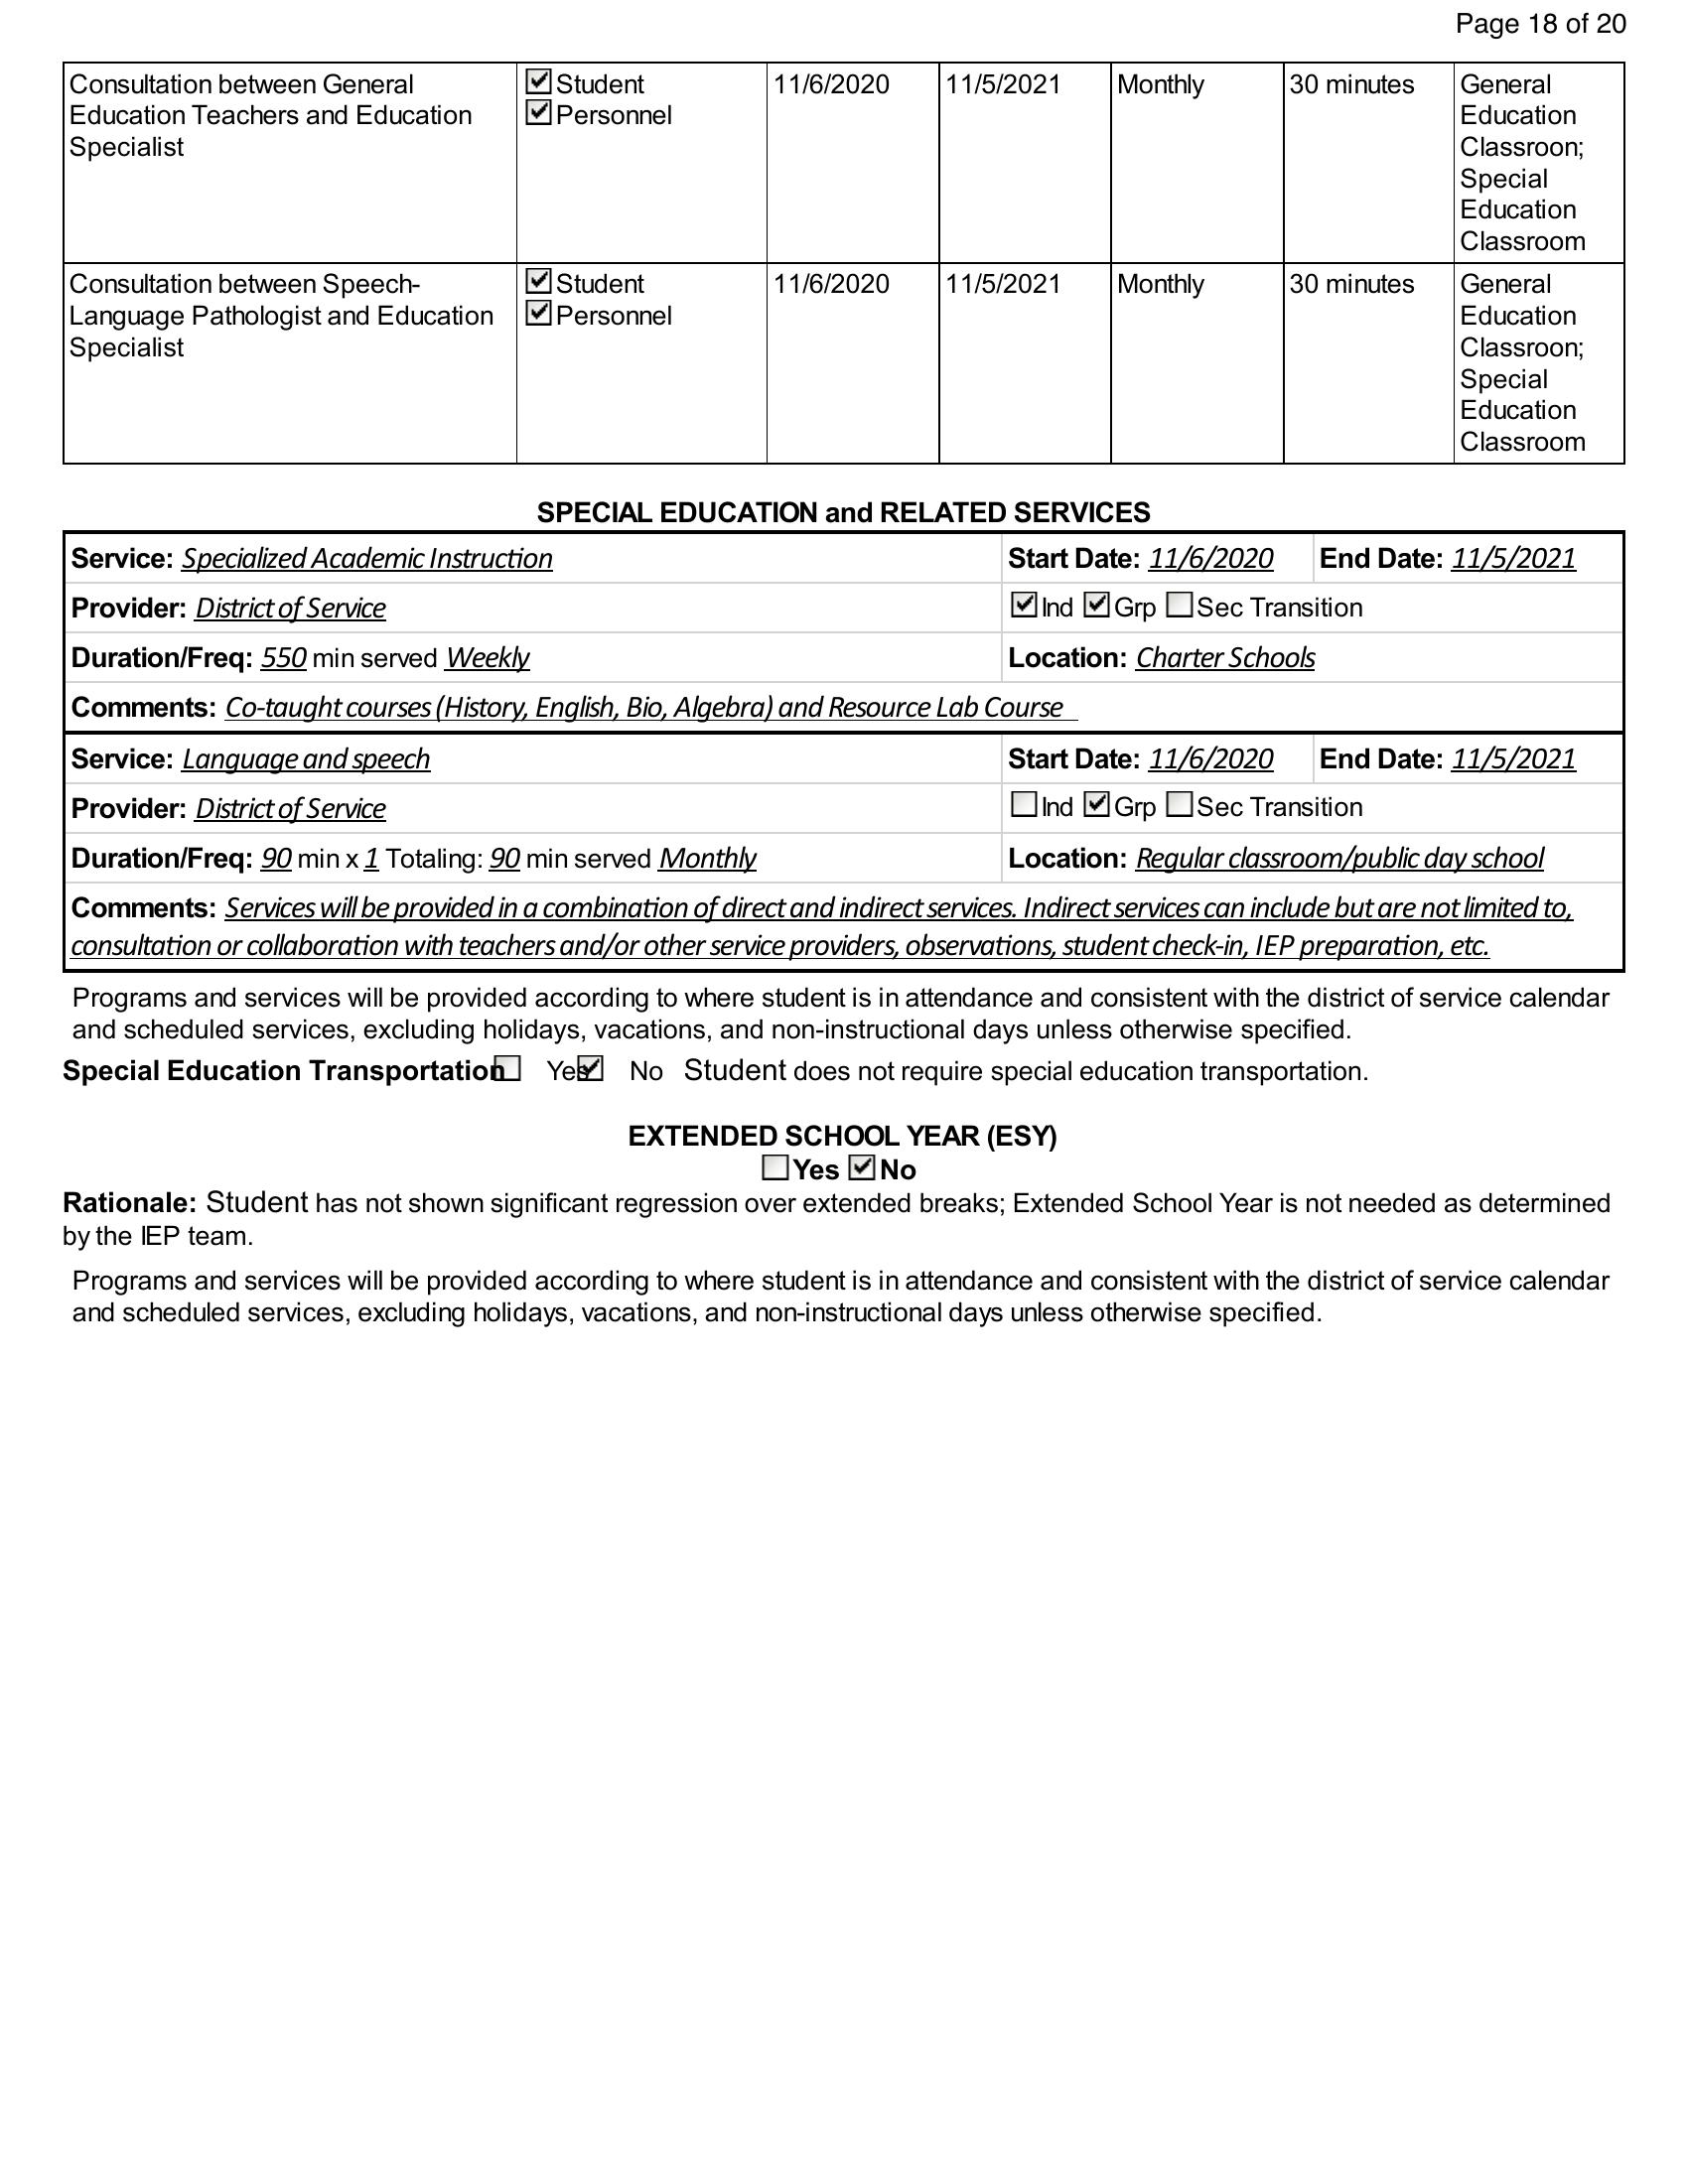 Page 18 of 20
Consultation between General
Education Teachers and Education
Specialist
Student
Personnel
11/6/2020
11/5/2021
Monthly
30 minutes
General
Education
Classroon;
Special
Education
Classroom
Consultation between Speech-
Language Pathologist and Education
Specialist
Student
Personnel
11/6/2020
11/5/2021
Monthly
30 minutes
General
Education
Classroon;
Special
Education
Classroom
SPECIAL EDUCATION and RELATED SERVICES
Service: Specialized Academic Instruction Start Date: 11/6/2020 End Date: 11/5/2021
Provider: District of Service Ind Grp Sec Transition
Duration/Freq: 550 min served Weekly Location: Charter Schools
Comments: Co-taught courses (History, English, Bio, Algebra) and Resource Lab Course
Service: Language and speech Start Date: 11/6/2020 End Date: 11/5/2021
Provider: District of Service Ind Grp Sec Transition
Duration/Freq: 90 min x 1 Totaling: 90 min served Monthly Location: Regular classroom/public day school
Comments: Services will be provided in a combination of direct and indirect services. Indirect services can include but are not limited to,
consultation or collaboration with teachers and/or other service providers, observations, student check-in, IEP preparation, etc.
Programs and services will be provided according to where student is in attendance and consistent with the district of service calendar
and scheduled services, excluding holidays, vacations, and non-instructional days unless otherwise specified.
Special Education Transportation Yes No Student does not require special education transportation.
EXTENDED SCHOOL YEAR (ESY)
Yes No
Rationale: Student has not shown significant regression over extended breaks; Extended School Year is not needed as determined
by the IEP team.
Programs and services will be provided according to where student is in attendance and consistent with the district of service calendar
and scheduled services, excluding holidays, vacations, and non-instructional days unless otherwise specified.